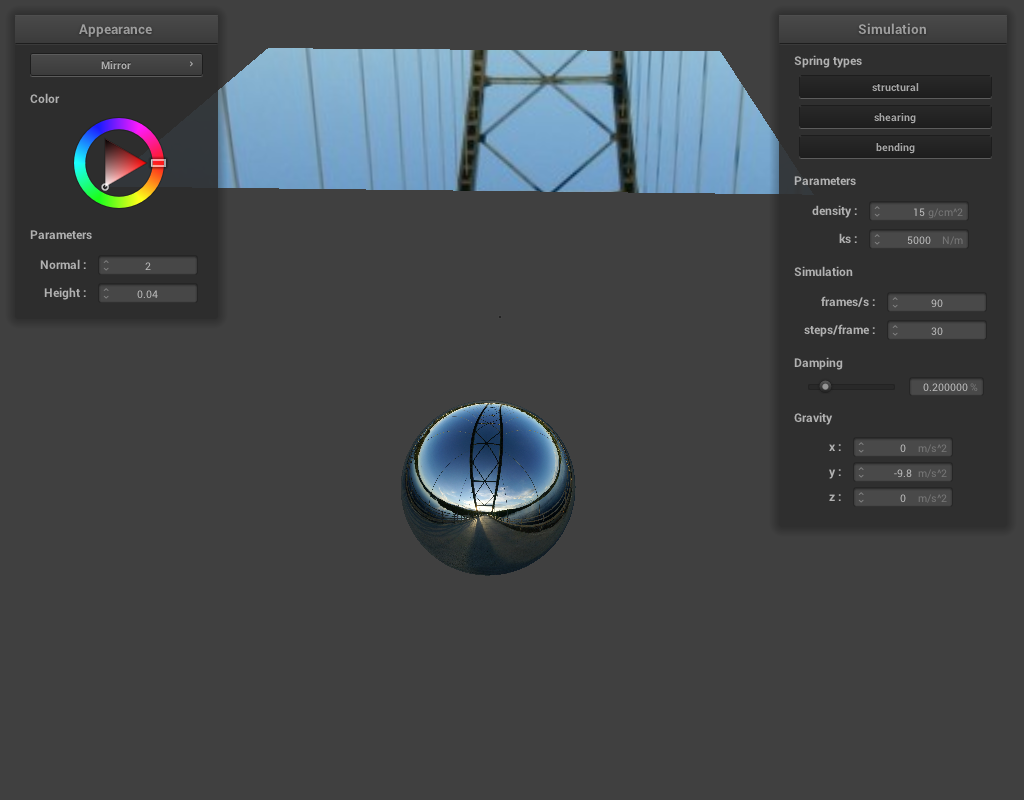 Appearance
Mirror
Color
Parameters
Normal : 2
Height : 0.04
Simulation
Spring types
structural
shearing
bending
Parameters
density : 15 g/cm^2
ks : 5000 N/m
Simulation
frames/s : 90
steps/frame : 30
Damping
0.200000 %
Gravity
x : 0 m/s^2
y : -9.8 m/s^2
z : 0 m/s^2